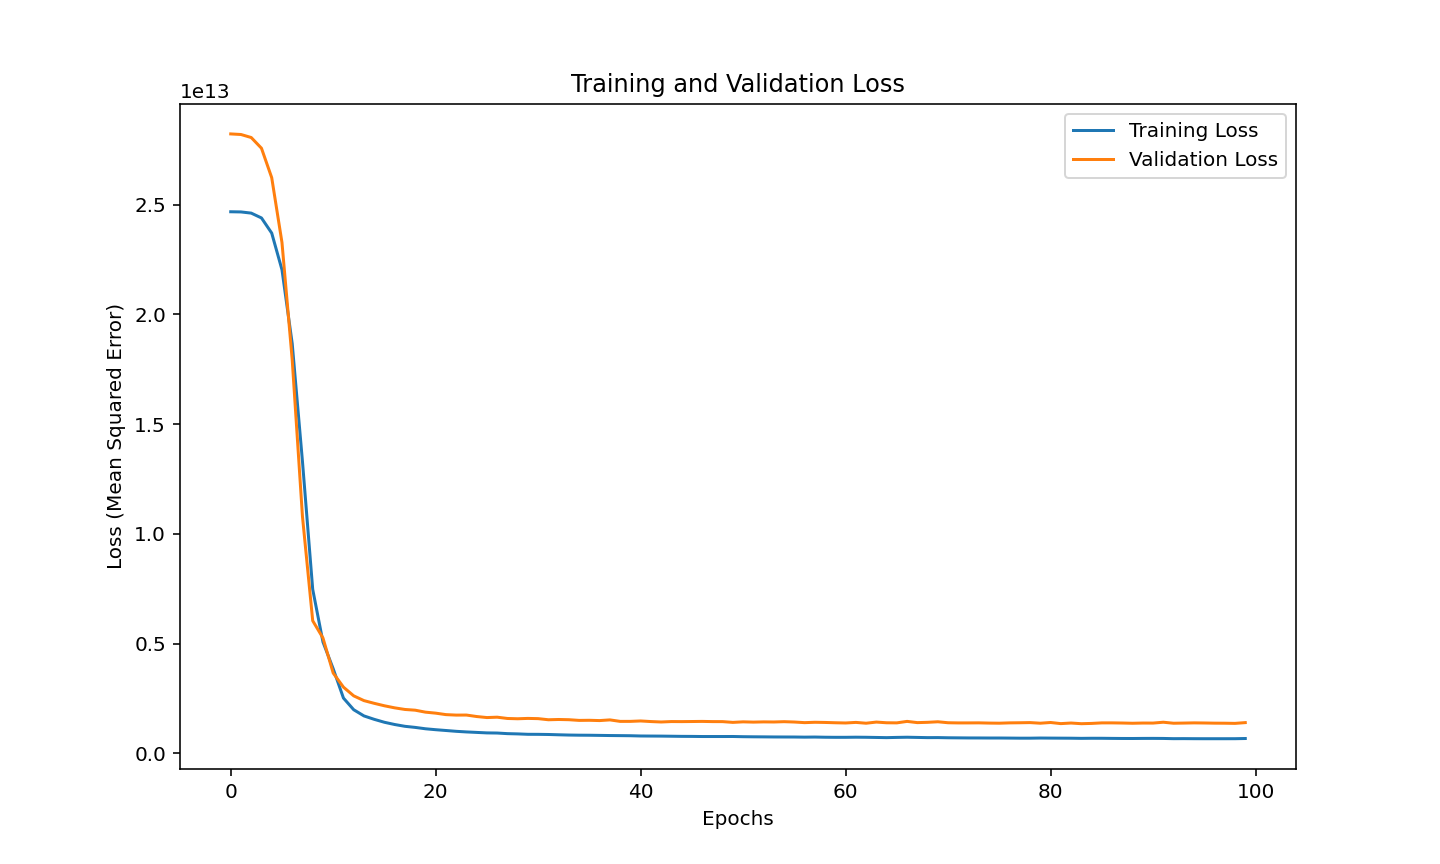 Training and Validation Loss
1e13
Training Loss
Validation Loss
2.5
2.0
1.5
1.0
0.5
0.0
Loss (Mean Squared Error)
0 20 40 60 80 100
Epochs